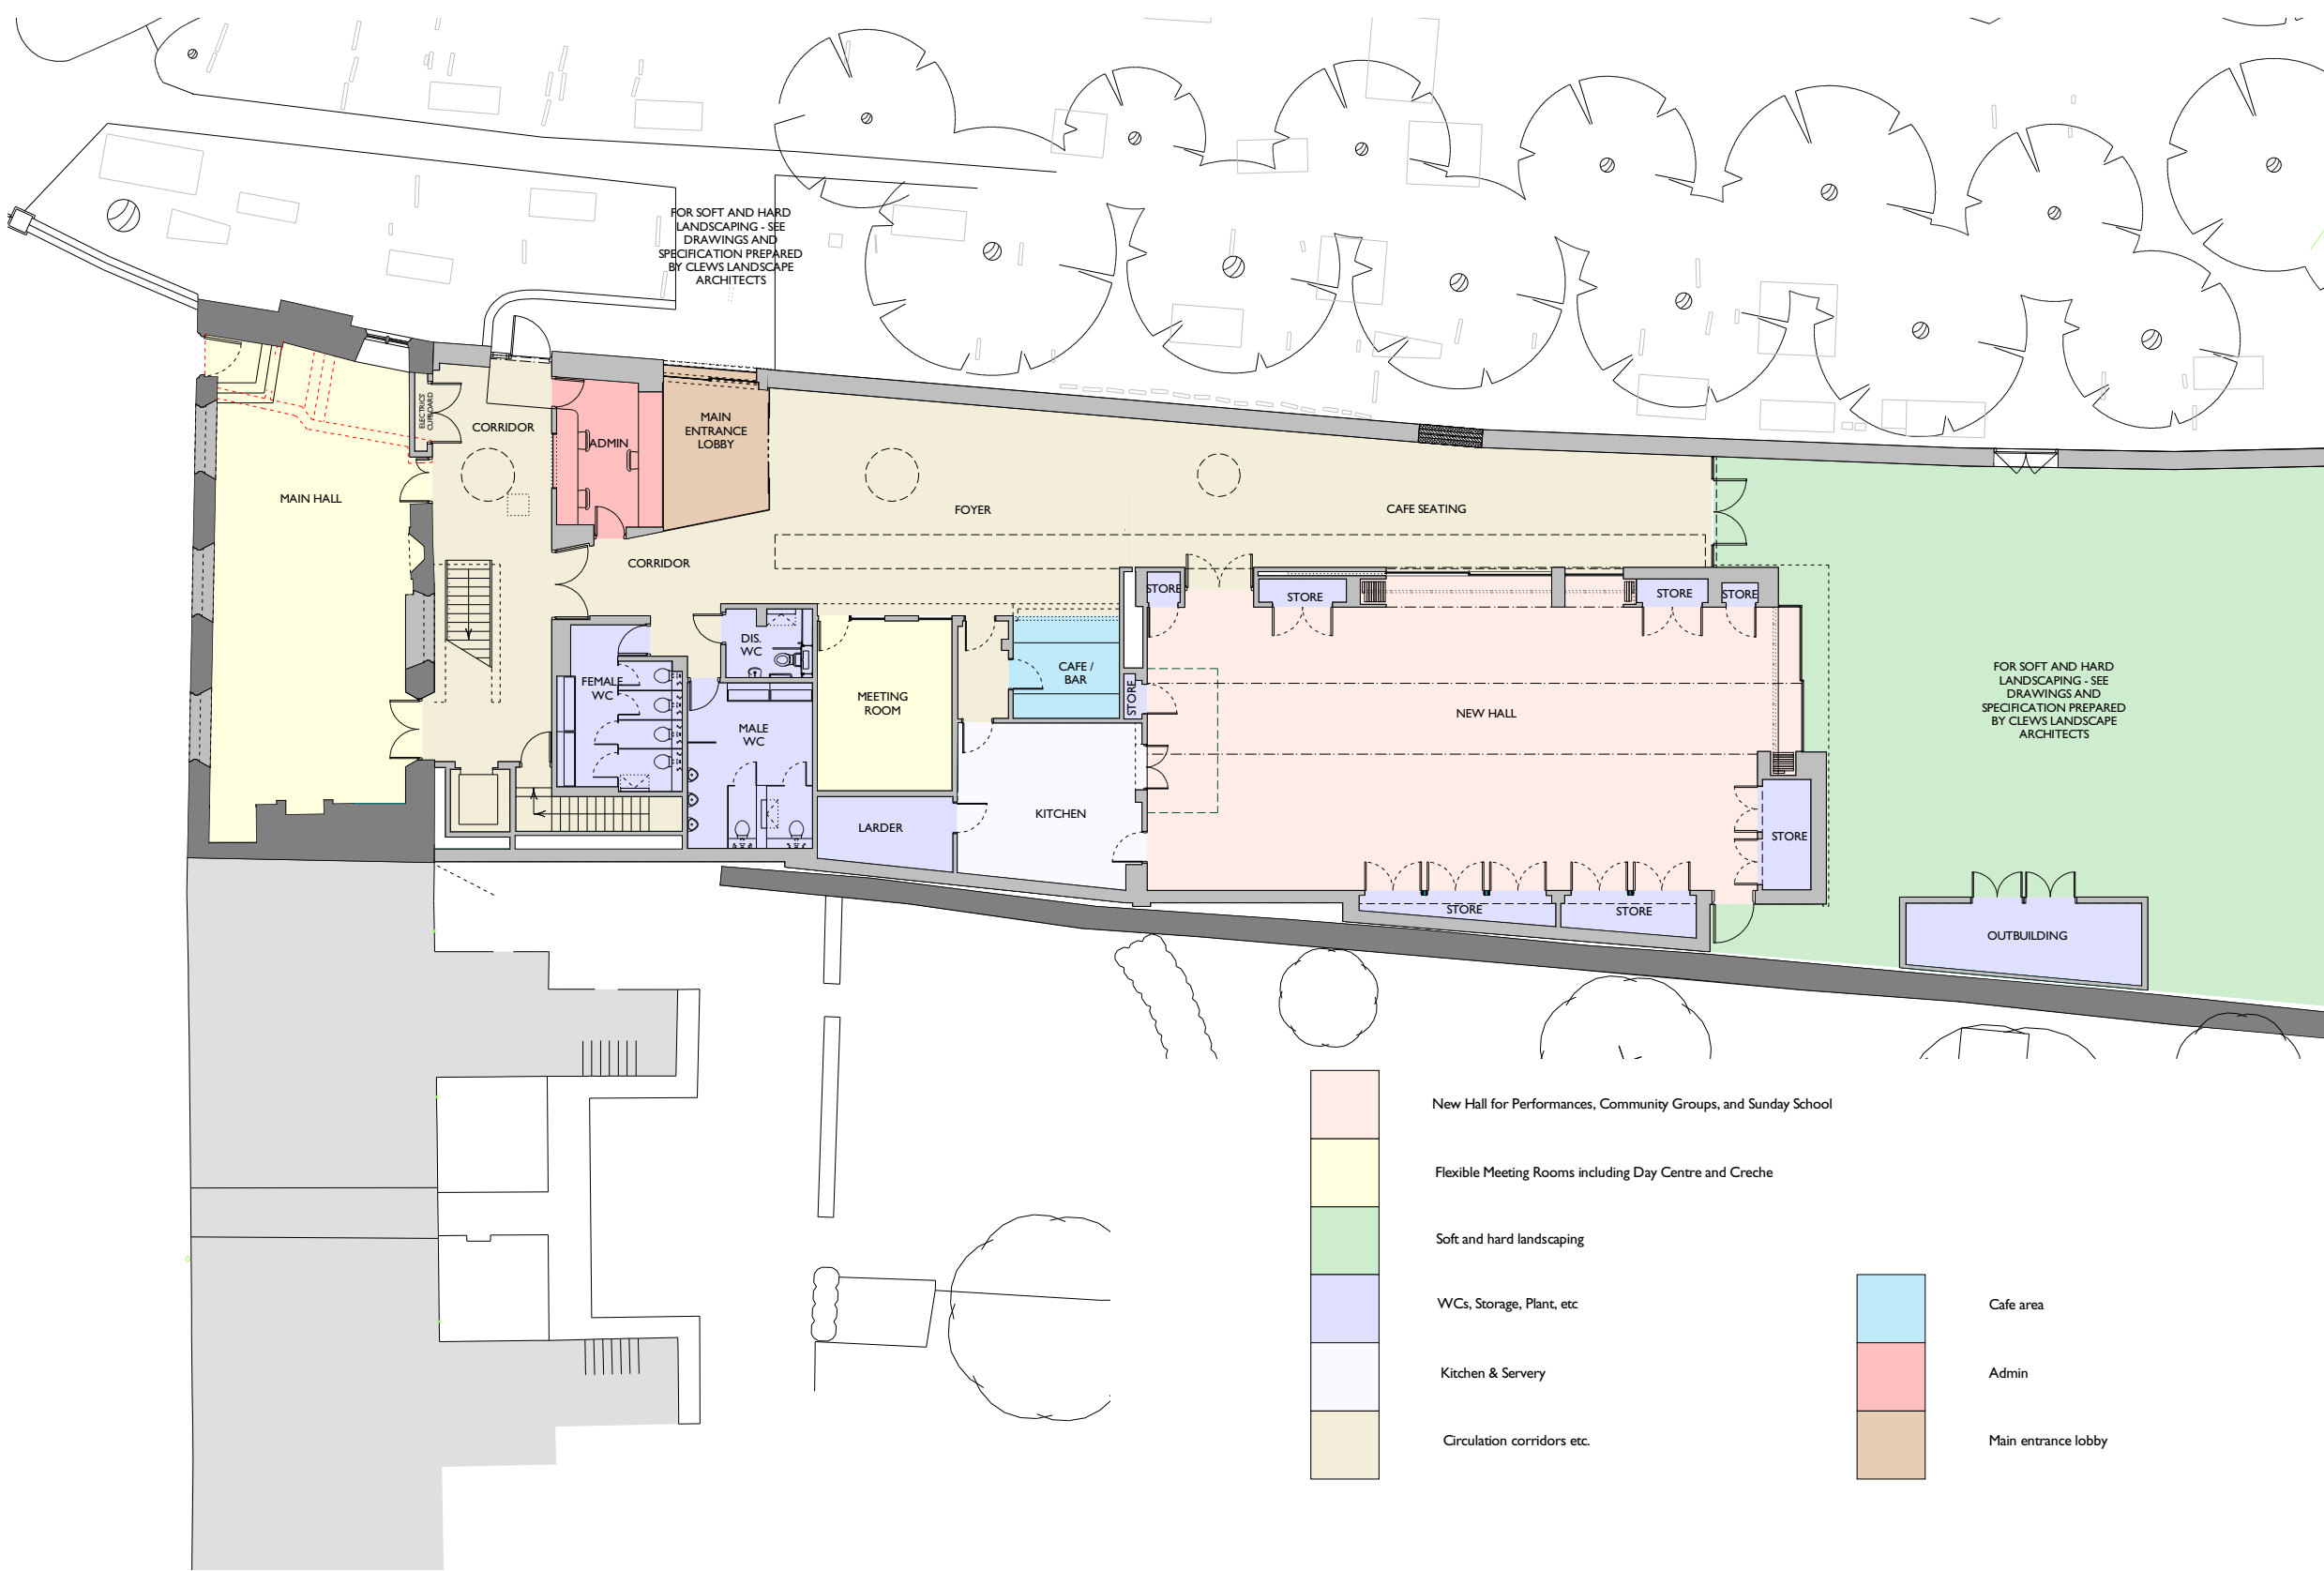 FOR SOFT AND HARD
LANDSCAPING - SEE
DRAWINGS AND
SPECIFICATION PREPARED
BY CLEWS LANDSCAPE
ARCHITECTS
ELECTRICS
CUPBOARD
CORRIDOR
ADMIN
MAIN
ENTRANCE
LOBBY
MAIN HALL
FOYER
CAFE SEATING
CORRIDOR
STORE
STORE
STORE
STORE
DIS.
WC
FEMALE
WC
MALE
WC
MEETING
ROOM
CAFE /
BAR
STORE
NEW HALL
FOR SOFT AND HARD
LANDSCAPING - SEE
DRAWINGS AND
SPECIFICATION PREPARED
BY CLEWS LANDSCAPE
ARCHITECTS
LARDER
KITCHEN
STORE
STORE
STORE
OUTBUILDING
New Hall for Performances, Community Groups, and Sunday School
Flexible Meeting Rooms including Day Centre and Creche
Soft and hard landscaping
WCs, Storage, Plant, etc
Kitchen & Servery
Circulation corridors etc.
Cafe area
Admin
Main entrance lobby